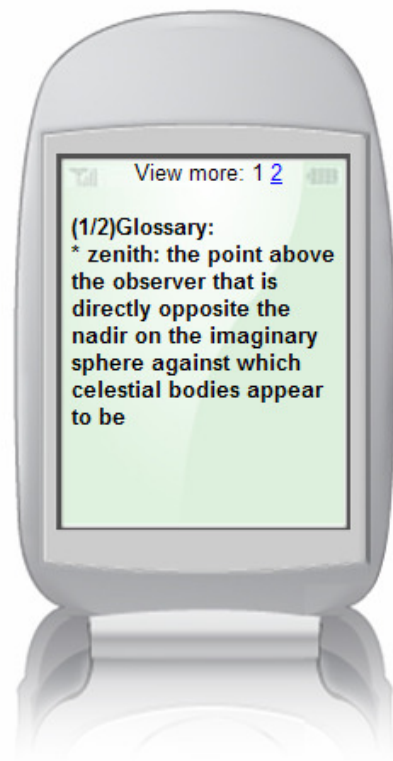 View more: 1 2
(1/2)Glossary:
* zenith: the point above
the observer that is
directly opposite the
nadir on the imaginary
sphere against which
celestial bodies appear
to be